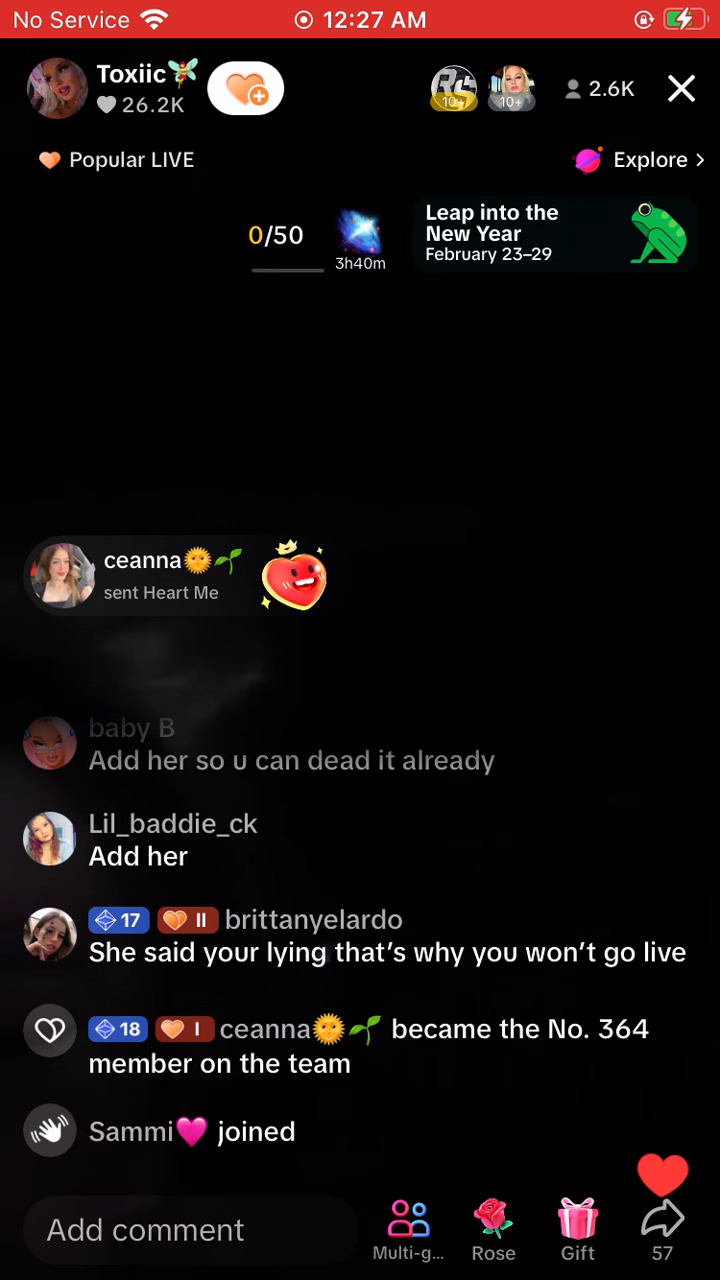 No Service 12:27 AM
Toxiic🧚
26.2K
10+ 10+ 2.6K
Popular LIVE Explore >
0/50
3h40m
Leap into the
New Year
February 23–29
ceanna🌞🌱
sent Heart Me
baby B
Add her so u can dead it already
Lil_baddie_ck
Add her
17 II brittanyelardo
She said your lying that’s why you won’t go live
18 I ceanna🌞🌱 became the No. 364
member on the team
Sammi💗 joined
Add comment
Multi-g... Rose Gift 57